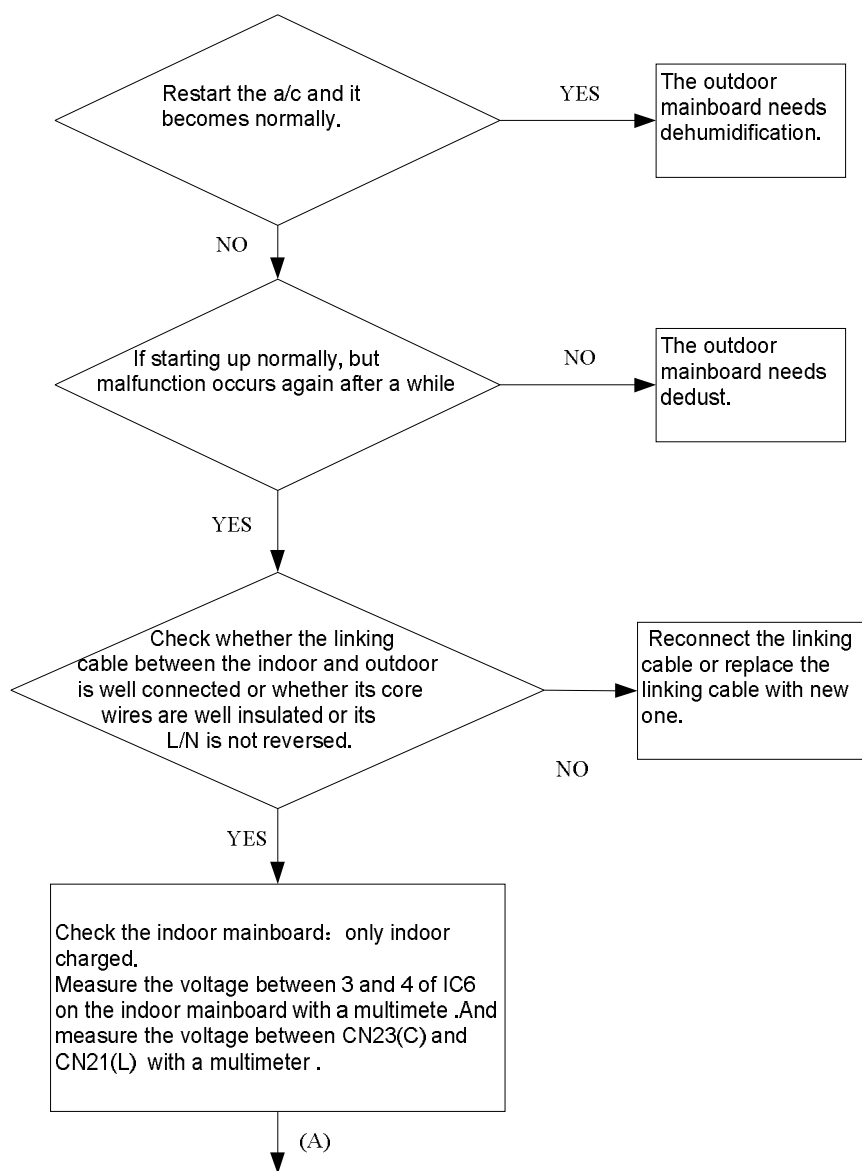 Restart the a/c and it
becomes normally.
YES
The outdoor
mainboard needs
dehumidification.
NO
If starting up normally, but
malfunction occurs again after a while
NO
The outdoor
mainboard needs
dedust.
YES
Check whether the linking
cable between the indoor and outdoor
is well connected or whether its core
wires are well insulated or its
L/N is not reversed.
NO
Reconnect the linking
cable or replace the
linking cable with new
one.
YES
Check the indoor mainboard：only indoor
charged.
Measure the voltage between 3 and 4 of IC6
on the indoor mainboard with a multimete .And
measure the voltage between CN23(C) and
CN21(L) with a multimeter .
(A)